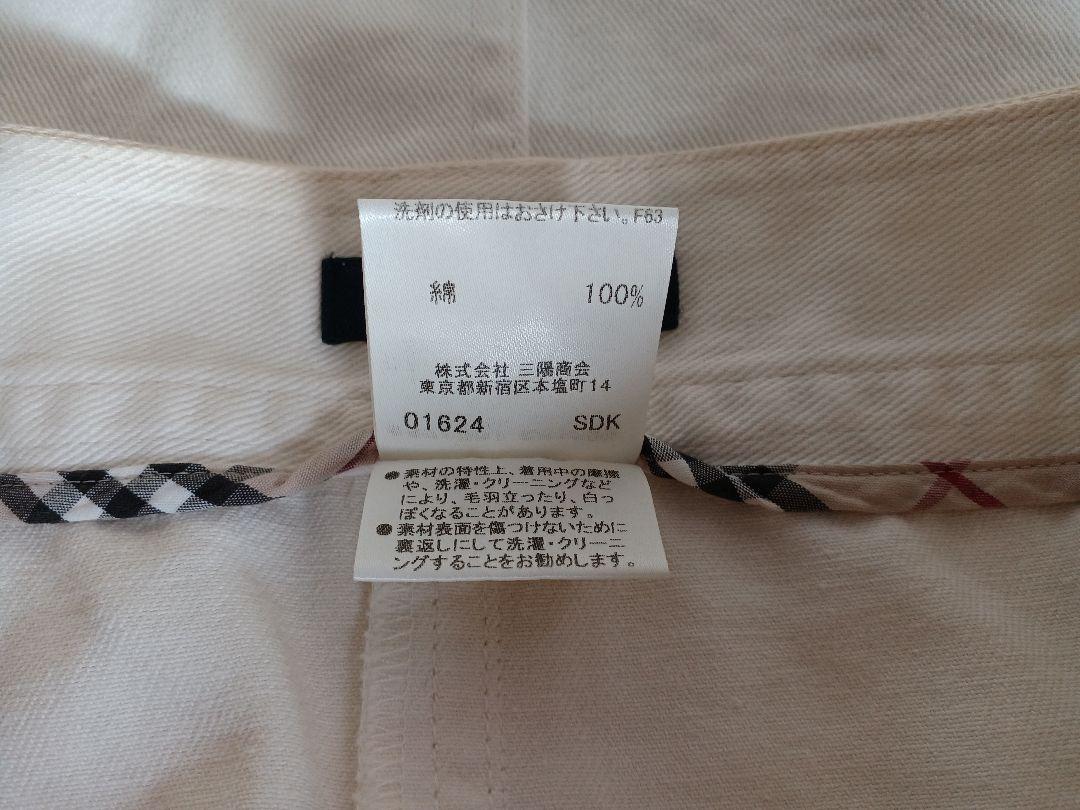 洗剤の使用はおさけ下さい。F63
綿 100%
株式会社 三陽商会
東京都新宿区本塩町14
01624 SDK
● 素材の特性上、着用中の摩擦
や、洗濯・クリーニングなど
により、毛羽立ったり、白っ
ぽくなることがあります。
● 素材表面を傷つけないために
裏返しにして洗濯・クリーニ
ングすることをお勧めします。